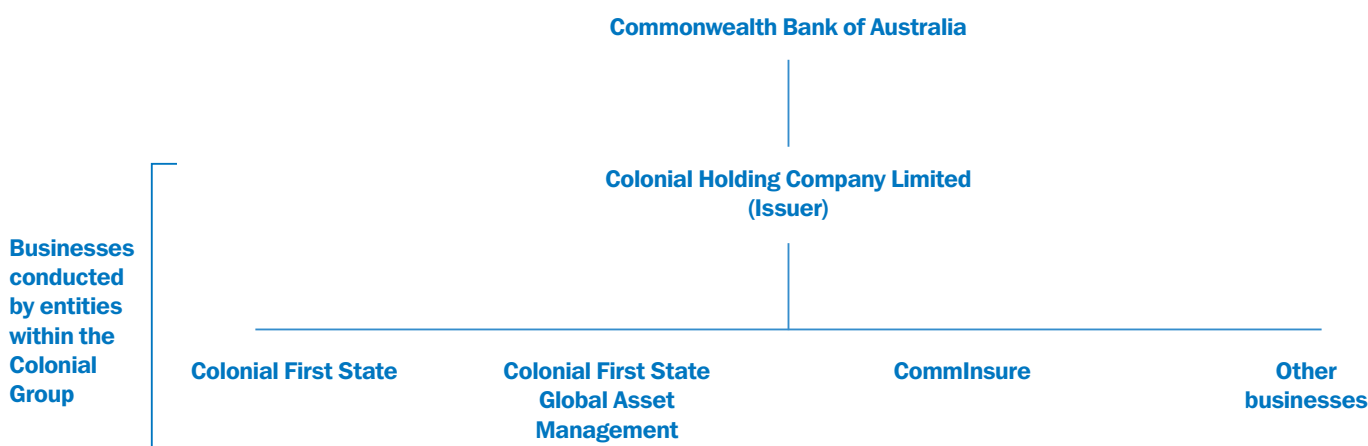 Commonwealth Bank of Australia
Colonial Holding Company Limited
(Issuer)
Businesses
conducted
by entities
within the
Colonial
Group
Colonial First State
Colonial First State
Global Asset
Management
CommInsure
Other
businesses